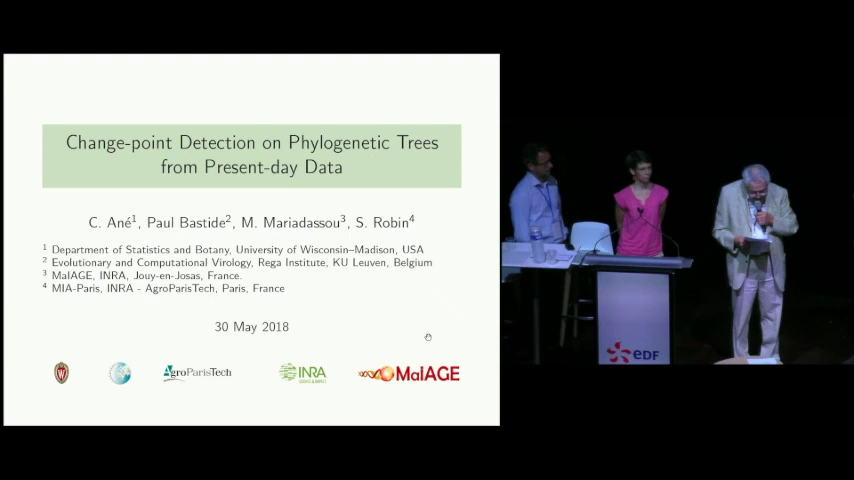 Change-point Detection on Phylogenetic Trees
from Present-day Data
C. Ané¹, Paul Bastide², M. Mariadassou³, S. Robin⁴
¹ Department of Statistics and Botany, University of Wisconsin–Madison, USA
² Evolutionary and Computational Virology, Rega Institute, KU Leuven, Belgium
³ MaIAGE, INRA, Jouy-en-Josas, France.
⁴ MIA-Paris, INRA - AgroParisTech, Paris, France
30 May 2018
AgroParisTech
INRA
MaIAGE
eDF